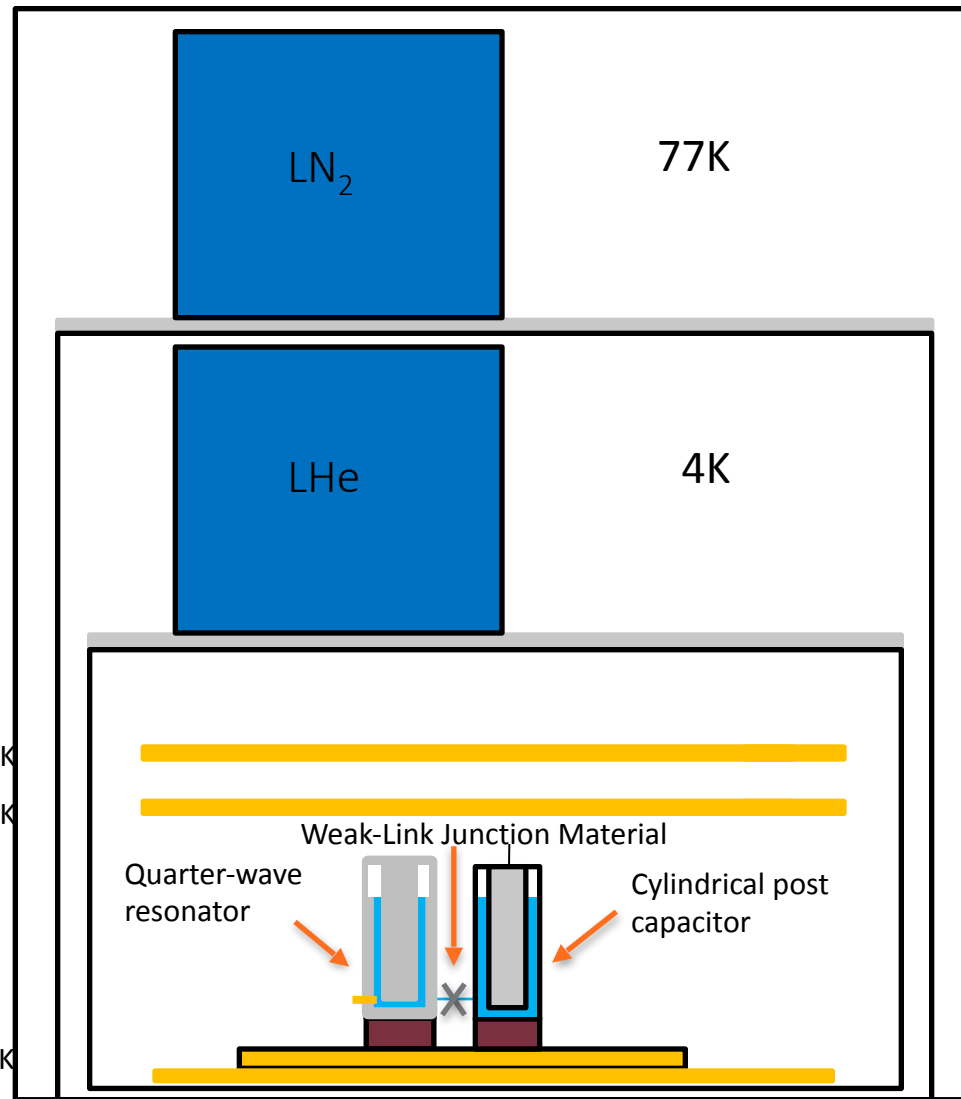 LN2
77K
LHe
4K
K
K
Weak-Link Junction Material
Quarter-wave
resonator
Cylindrical post
capacitor
K